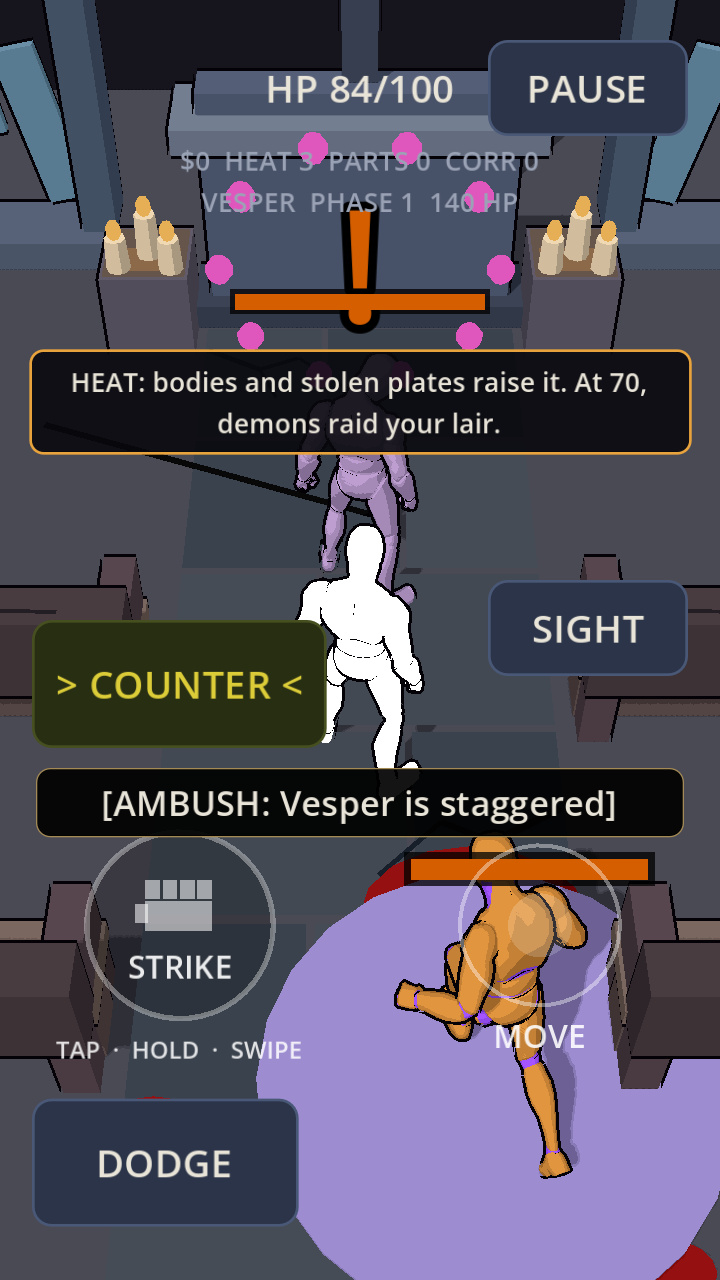 HP 84/100
PAUSE
$0 HEAT 3 PARTS 0 CORR 0
VESPER PHASE 1 140 HP
HEAT: bodies and stolen plates raise it. At 70,
demons raid your lair.
SIGHT
> COUNTER <
[AMBUSH: Vesper is staggered]
STRIKE
MOVE
TAP · HOLD · SWIPE
DODGE